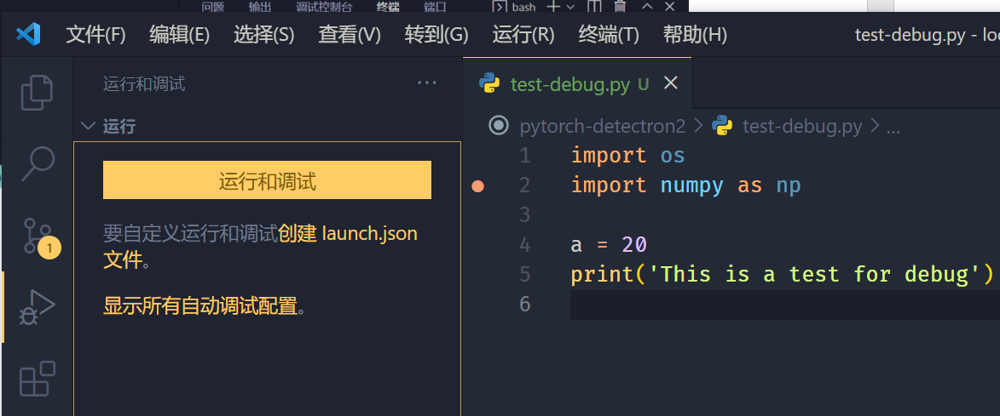 问题 输出 调试控制台 终端 端口 bash
文件(F) 编辑(E) 选择(S) 查看(V) 转到(G) 运行(R) 终端(T) 帮助(H) test-debug.py - loc
运行和调试 ...
test-debug.py U
运行
pytorch-detectron2 > test-debug.py > ...
运行和调试
要自定义运行和调试创建 launch.json
文件。
显示所有自动调试配置。
1
1 import os
2 import numpy as np
3
4 a = 20
5 print('This is a test for debug')
6